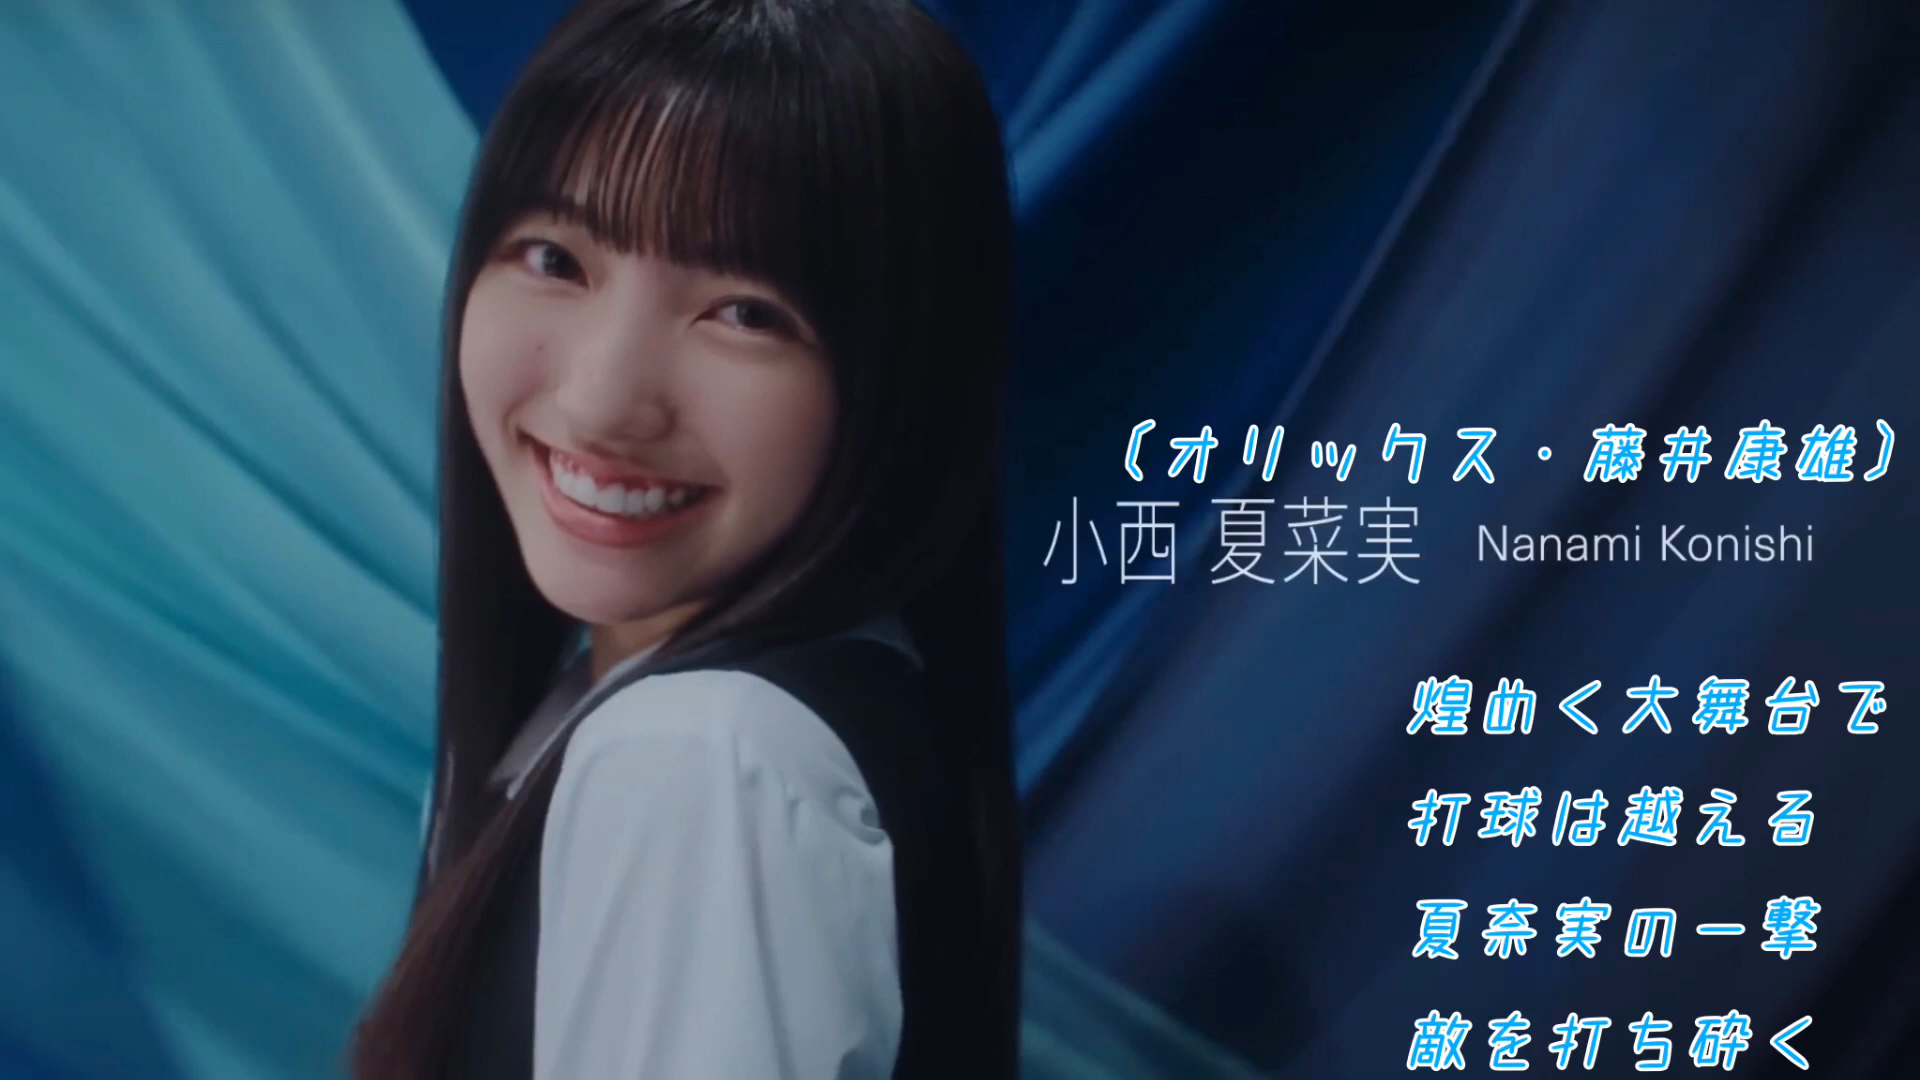 （オリックス・藤井康雄）
小西 夏菜実 Nanami Konishi
煌めく大舞台で
打球は越える
夏奈実の一撃
敵を打ち砕く